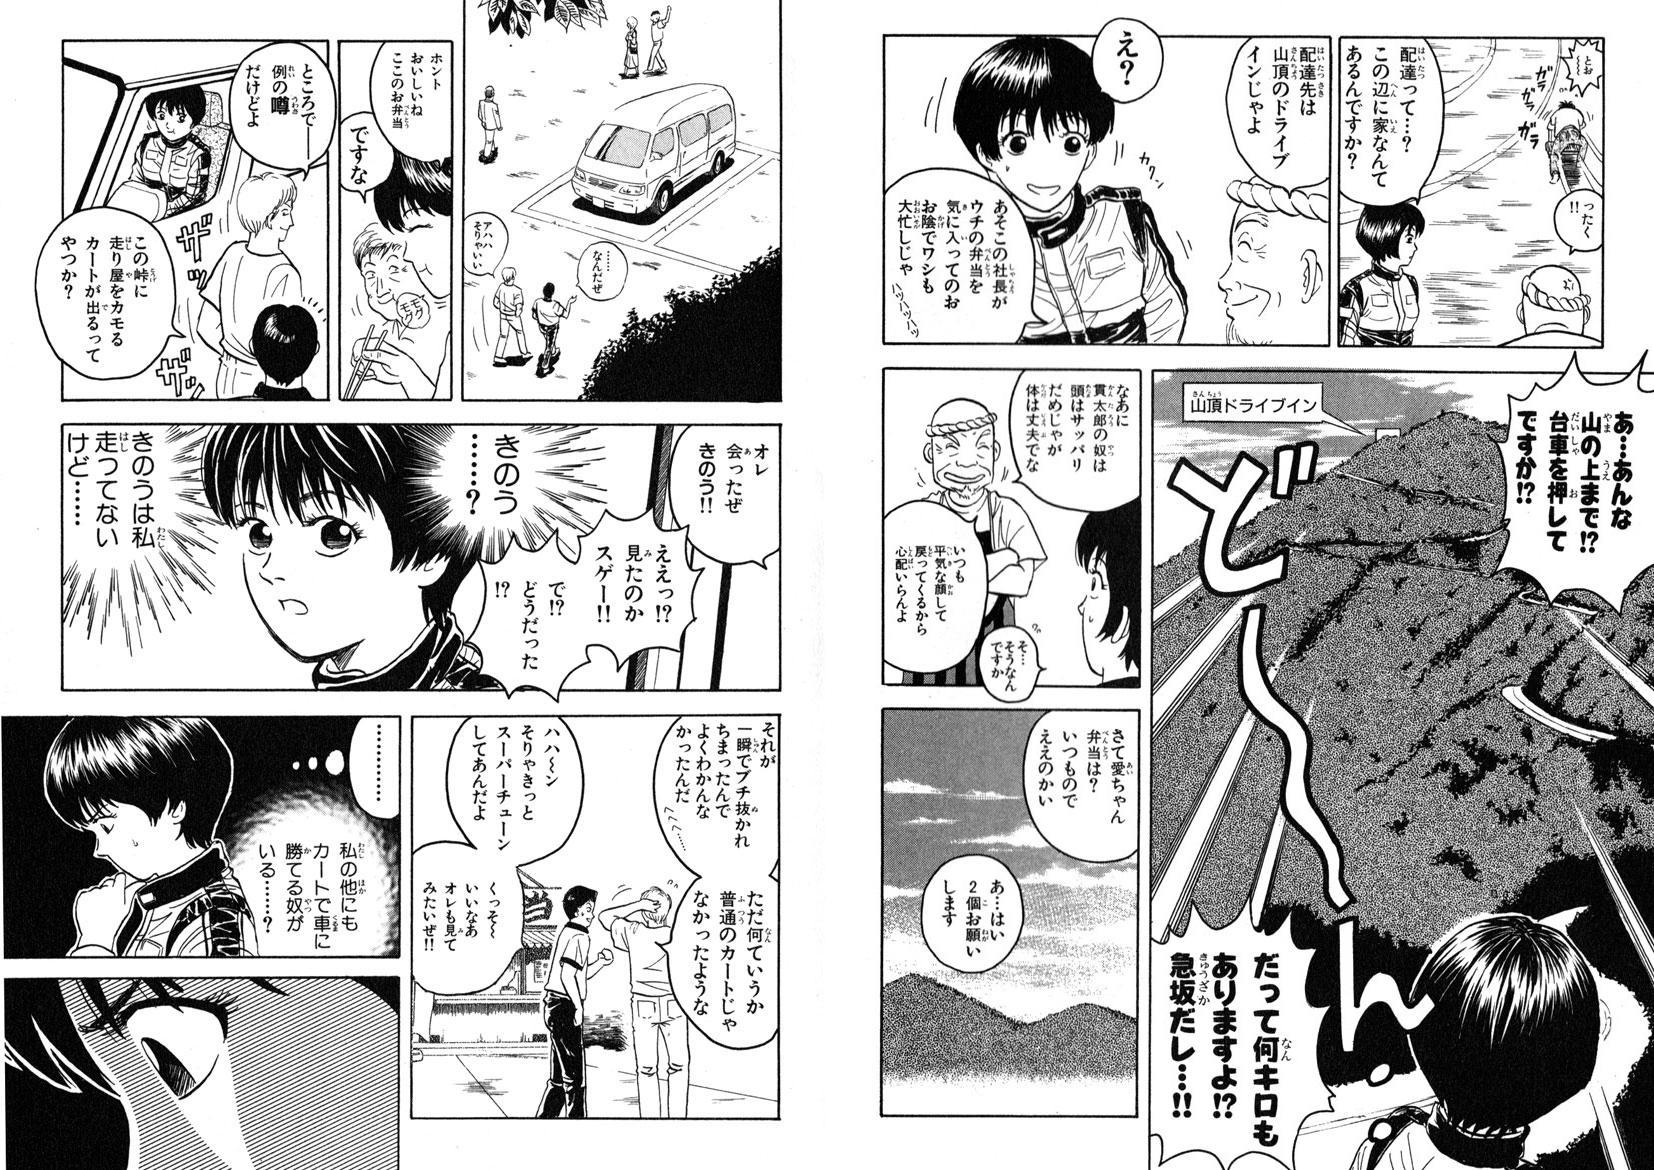 とお〜〜
ガラ
ガラ
ったく
!!
配達って…?
この辺に家なんて
あるんですか?
配達先は
山頂のドライブ
インじゃよ
え?
カクン
あそこの社長が
ウチの弁当を
気に入ってのお
お陰でワシも
大忙しじゃ
ハッハッハッ
山頂ドライブイン
あ…あんな
山の上まで!?
台車を押して
ですか!?
ど〜〜ん
だって何キロも
ありますよ!?
急坂だし…!!
なあに
貫太郎の奴は
頭はサッパリ
だめじゃが
体は丈夫でな
いつも
平気な顔して
戻ってくるから
心配いらんよ
そ…
そうなん
ですか
さて愛ちゃん
弁当は?
いつもので
ええのかい
あ…はい
2個お願い
します
……
なんだぜ
アハハ
そりゃいい
ホント
おいしいね
ここのお弁当
ですな
モグモグ
ところで――
例の噂
だけどよ
ザッ
ザッ
この峠に
走り屋をカモる
カートが出るって
やつか?
オレ
会ったぜ
きのう!!
ええっ!?
見たのか
スゲー!!
で!?
どうだった
!?
きのう
……?
きのうは私
走ってない
けど……
それが
一瞬でブチ抜かれ
ちまったんで
よくわかんな
かったんだ
ただ何ていうか
普通のカートじゃ
なかったような
ハハ〜ン
そりゃきっと
スーパーチューン
してあんだよ
くっそ〜
いいなあ
オレも見て
みたいぜ!!
当
………
私の他にも
カートで車に
勝てる奴が
いる……?